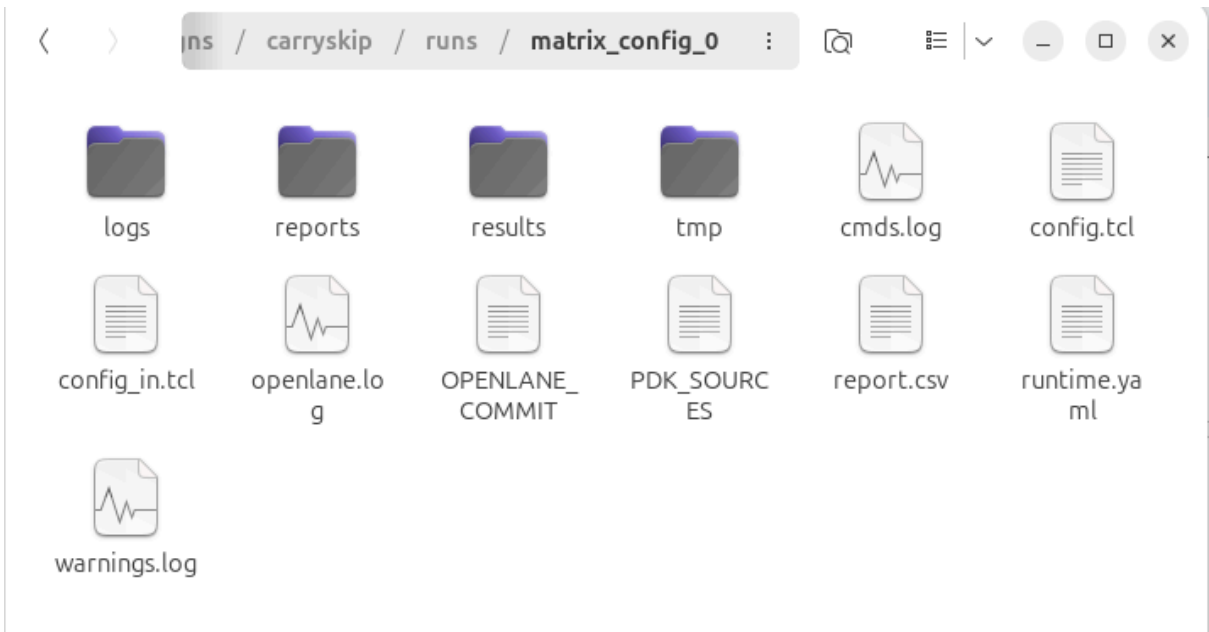 gns / carryskip / runs / matrix_config_0
logs
reports
results
tmp
cmds.log
config.tcl
config_in.tcl
openlane.lo
g
OPENLANE_
COMMIT
PDK_SOURC
ES
report.csv
runtime.ya
ml
warnings.log